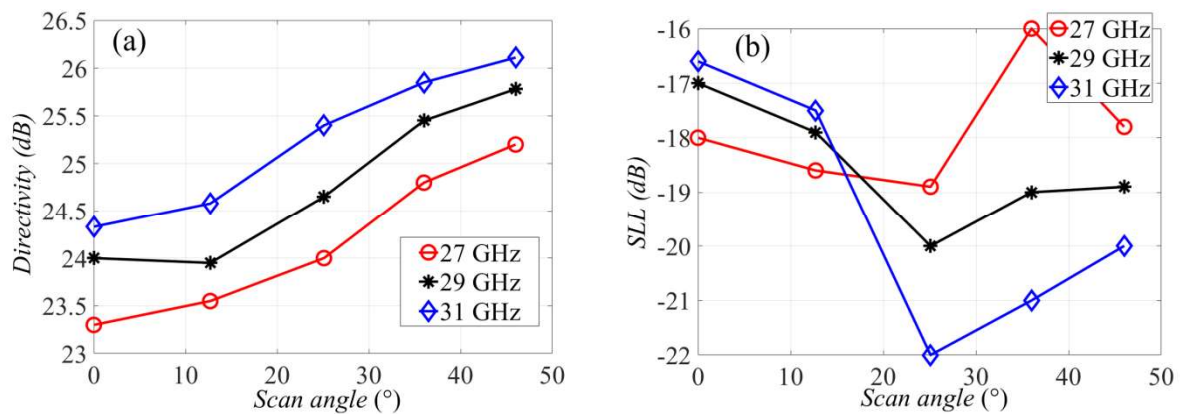 (a)
26.5
26
25.5
25
24.5
24
23.5
23
0 10 20 30 40 50
Directivity (dB)
Scan angle (°)
27 GHz
29 GHz
31 GHz
(b)
-16
-17
-18
-19
-20
-21
-22
0 10 20 30 40 50
SLL (dB)
Scan angle (°)
27 GHz
29 GHz
31 GHz